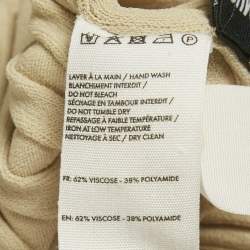 P
LAVER À LA MAIN / HAND WASH
BLANCHIMENT INTERDIT /
DO NOT BLEACH
SÉCHAGE EN TAMBOUR INTERDIT /
DO NOT TUMBLE DRY
REPASSAGE À FAIBLE TEMPÉRATURE /
IRON AT LOW TEMPERATURE
NETTOYAGE À SEC / DRY CLEAN
FR: 62% VISCOSE - 38% POLYAMIDE
EN: 62% VISCOSE - 38% POLYAMIDE